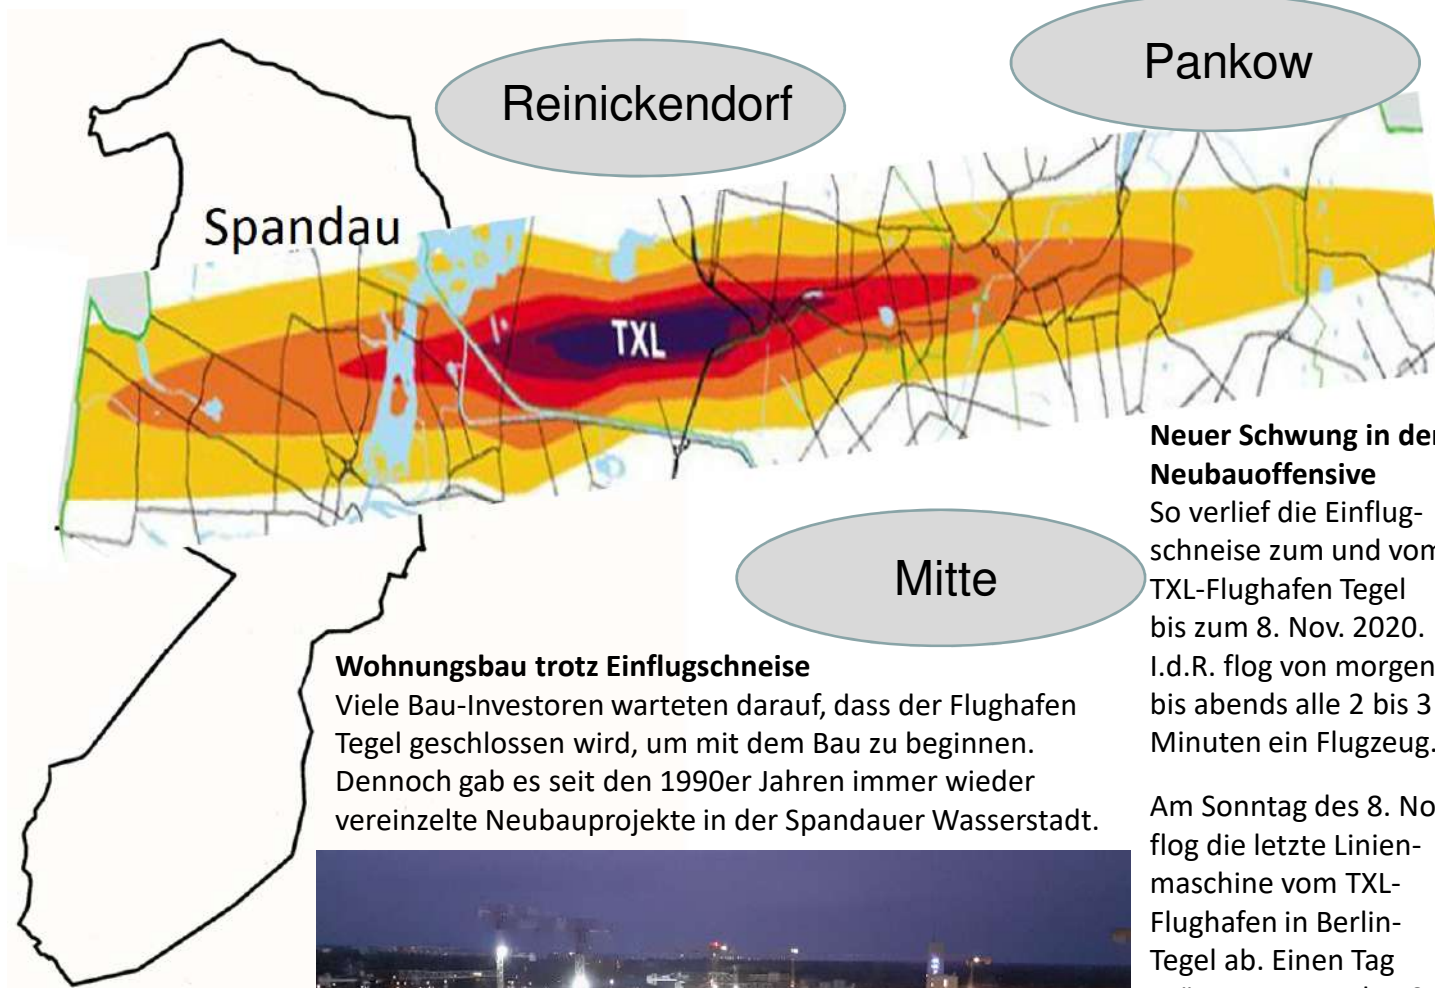 Pankow
Reinickendorf
Spandau
TXL
Mitte
Wohnungsbau trotz Einflugschneise
Viele Bau-Investoren warteten darauf, dass der Flughafen
Tegel geschlossen wird, um mit dem Bau zu beginnen.
Dennoch gab es seit den 1990er Jahren immer wieder
vereinzelte Neubauprojekte in der Spandauer Wasserstadt.
Neuer Schwung in der
Neubauoffensive
So verlief die Einflug-
schneise zum und vom
TXL-Flughafen Tegel
bis zum 8. Nov. 2020.
I.d.R. flog von morgen
bis abends alle 2 bis 3
Minuten ein Flugzeug.
Am Sonntag des 8. No
flog die letzte Linien-
maschine vom TXL-
Flughafen in Berlin-
Tegel ab. Einen Tag